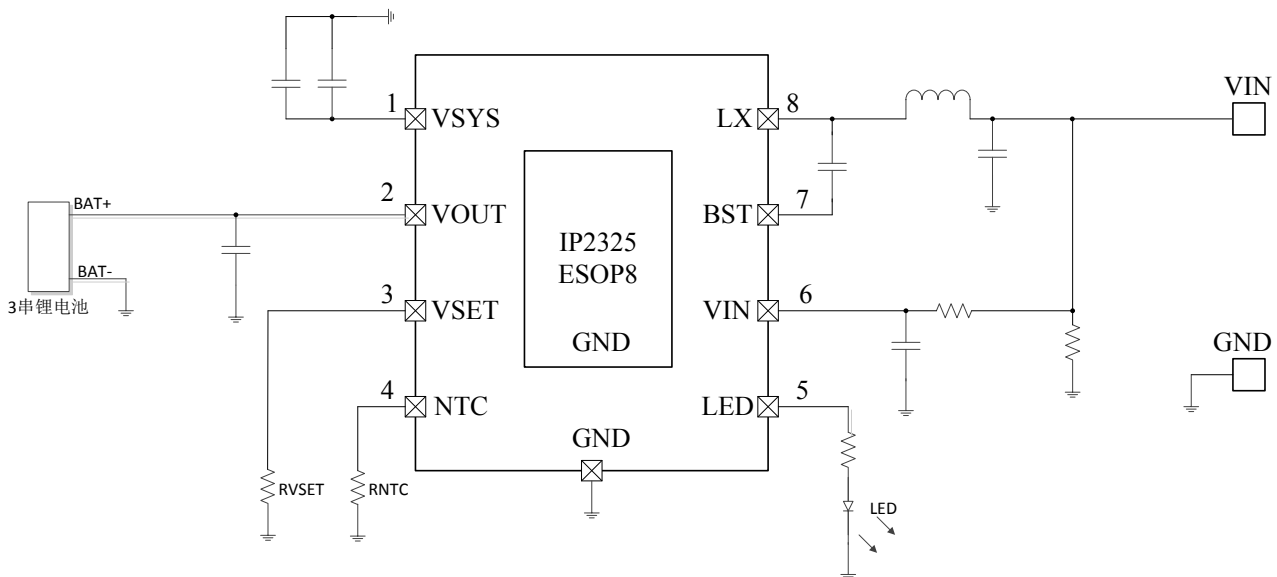 VIN
1
VSYS
LX
8
BAT+
2
VOUT
7
BST
IP2325
ESOP8
BAT-
3串锂电池
3
VSET
VIN
6
GND
GND
4
NTC
LED
5
GND
RVSET
RNTC
LED